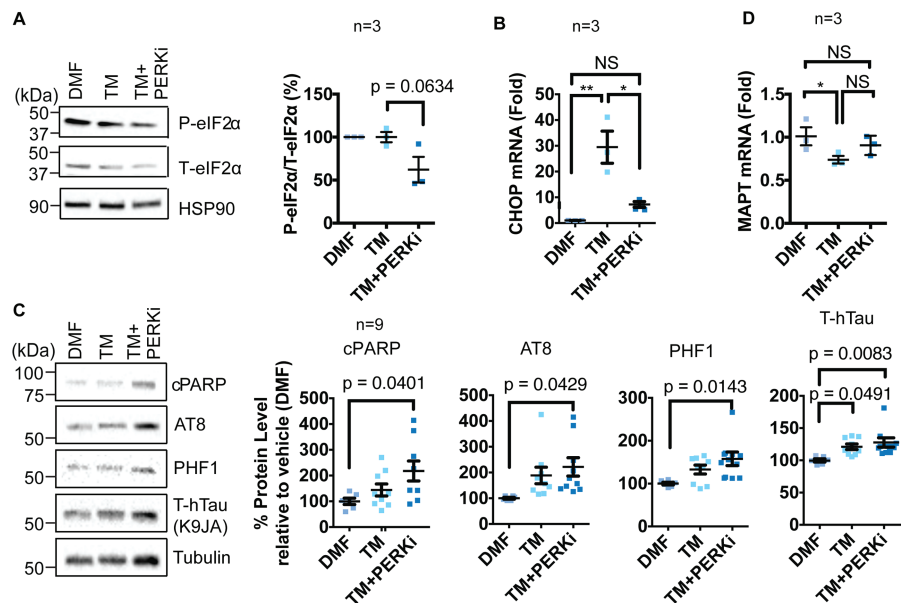 A
n=3
B
n=3
D
n=3
DMF
TM
TM+
PERKi
(kDa)
50
37
P-eIF2α
50
37
T-eIF2α
90
HSP90
p = 0.0634
P-eIF2α/T-eIF2α (%)
150
100
50
0
DMF
TM
TM+PERKi
NS
**
*
CHOP mRNA (Fold)
50
40
30
20
10
0
DMF
TM
TM+PERKi
NS
*
NS
MAPT mRNA (Fold)
1.5
1.0
0.5
0.0
DMF
TM
TM+PERKi
C
DMF
TM
TM+
PERKi
(kDa)
100
75
cPARP
50
AT8
50
PHF1
50
T-hTau
(K9JA)
50
Tubulin
n=9
cPARP
p = 0.0401
% Protein Level
relative to vehicle (DMF)
500
400
300
200
100
0
DMF
TM
TM+PERKi
AT8
p = 0.0429
500
400
300
200
100
0
DMF
TM
TM+PERKi
PHF1
p = 0.0143
300
200
100
0
DMF
TM
TM+PERKi
T-hTau
p = 0.0083
p = 0.0491
200
150
100
50
0
DMF
TM
TM+PERKi